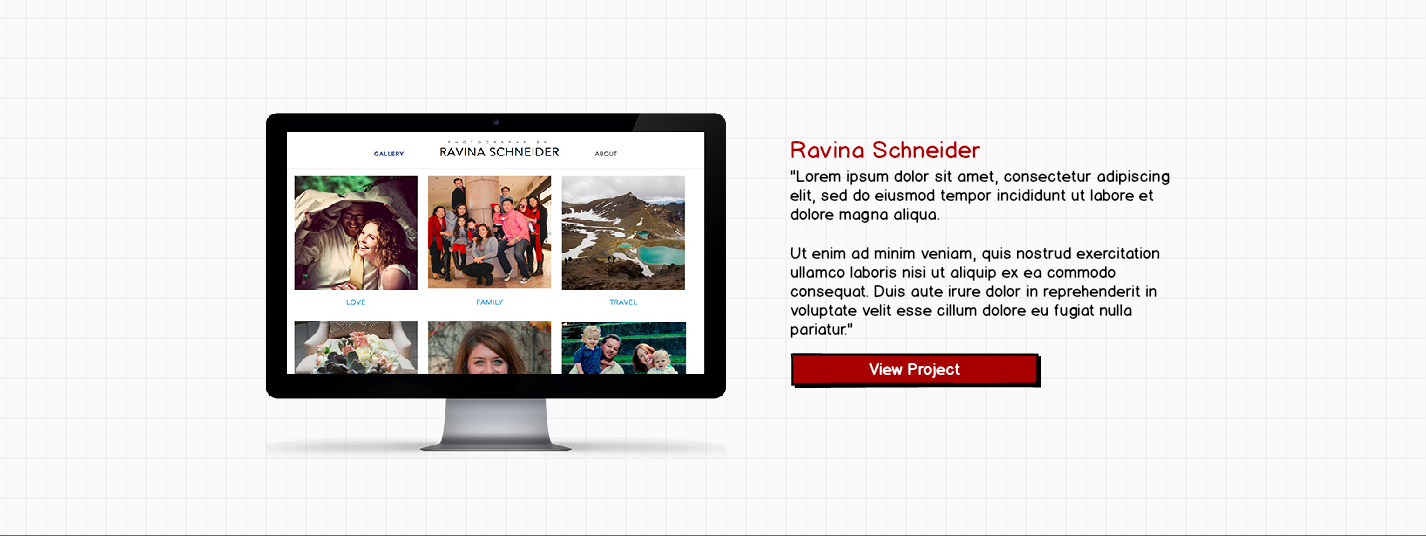 PHOTOGRAPHY BY
GALLERY RAVINA SCHNEIDER ABOUT
LOVE FAMILY TRAVEL
Ravina Schneider
"Lorem ipsum dolor sit amet, consectetur adipiscing
elit, sed do eiusmod tempor incididunt ut labore et
dolore magna aliqua.
Ut enim ad minim veniam, quis nostrud exercitation
ullamco laboris nisi ut aliquip ex ea commodo
consequat. Duis aute irure dolor in reprehenderit in
voluptate velit esse cillum dolore eu fugiat nulla
pariatur."
View Project